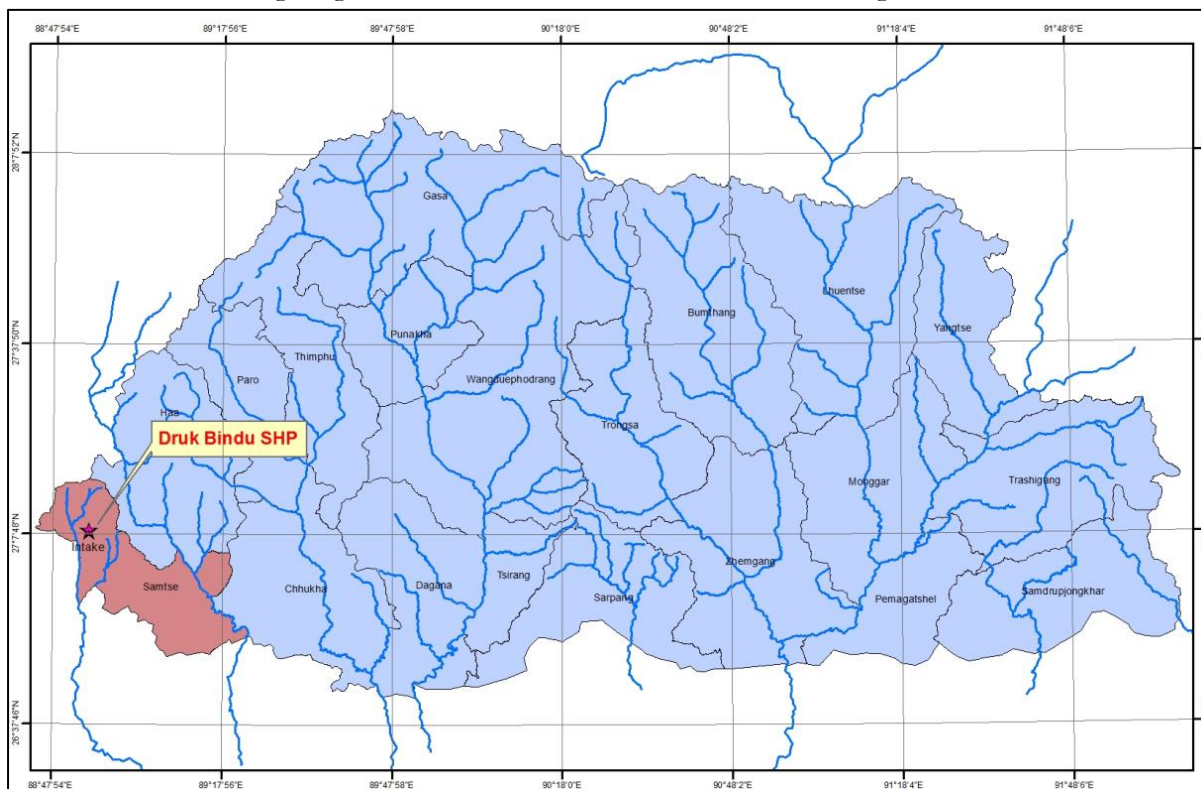 88°47'54"E 89°17'56"E 89°47'58"E 90°18'0"E 90°48'2"E 91°18'4"E 91°48'6"E
28°7'52"N
Gasa
Lhuentse
Bumthang
Yangtse
27°37'50"N
Punakha
Thimphu
Paro
Wangduephodrang
Haa
Trongsa
Druk Bindu SHP
Monggar
Trashigang
27°7'48"N
Intake
Zhemgang
Tsirang
Samtse
Chhukha
Dagana
Sarpang
Pemagatshel
Samdrupjongkhar
26°37'46"N
88°47'54"E 89°17'56"E 89°47'58"E 90°18'0"E 90°48'2"E 91°18'4"E 91°48'6"E